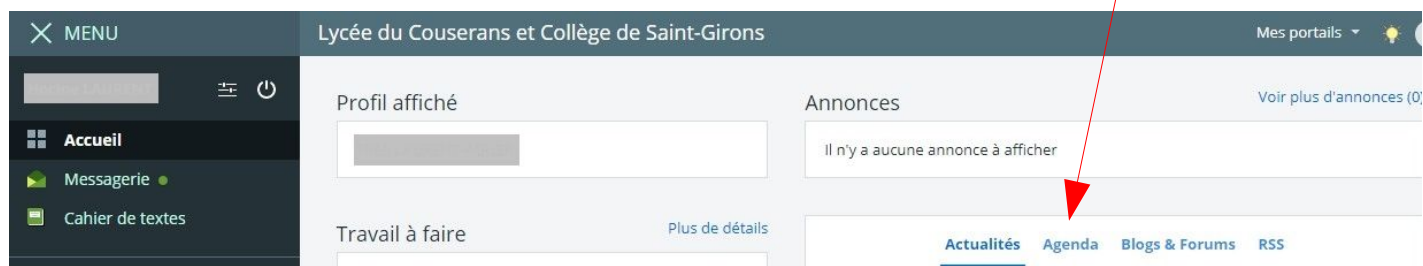 MENU
Lycée du Couserans et Collège de Saint-Girons
Mes portails
Profil affiché
Annonces
Voir plus d'annonces (0)
Accueil
Il n'y a aucune annonce à afficher
Messagerie
Cahier de textes
Travail à faire
Plus de détails
Actualités Agenda Blogs & Forums RSS